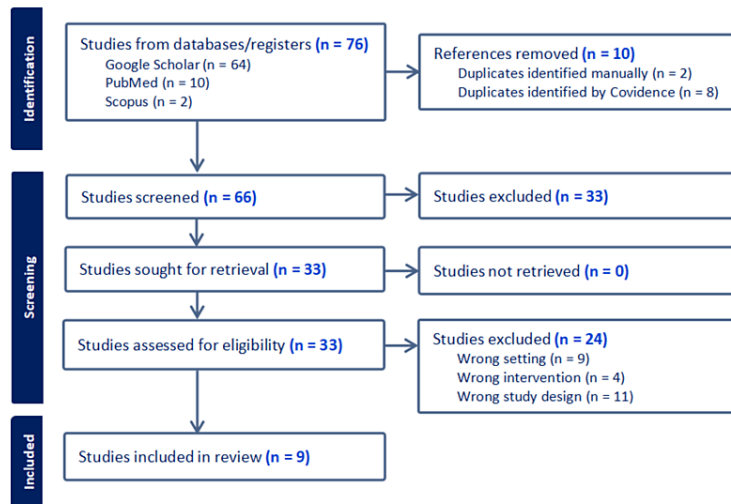 Identification
Studies from databases/registers (n = 76)
Google Scholar (n = 64)
PubMed (n = 10)
Scopus (n = 2)
References removed (n = 10)
Duplicates identified manually (n = 2)
Duplicates identified by Covidence (n = 8)
Screening
Studies screened (n = 66)
Studies excluded (n = 33)
Studies sought for retrieval (n = 33)
Studies not retrieved (n = 0)
Studies assessed for eligibility (n = 33)
Studies excluded (n = 24)
Wrong setting (n = 9)
Wrong intervention (n = 4)
Wrong study design (n = 11)
Included
Studies included in review (n = 9)